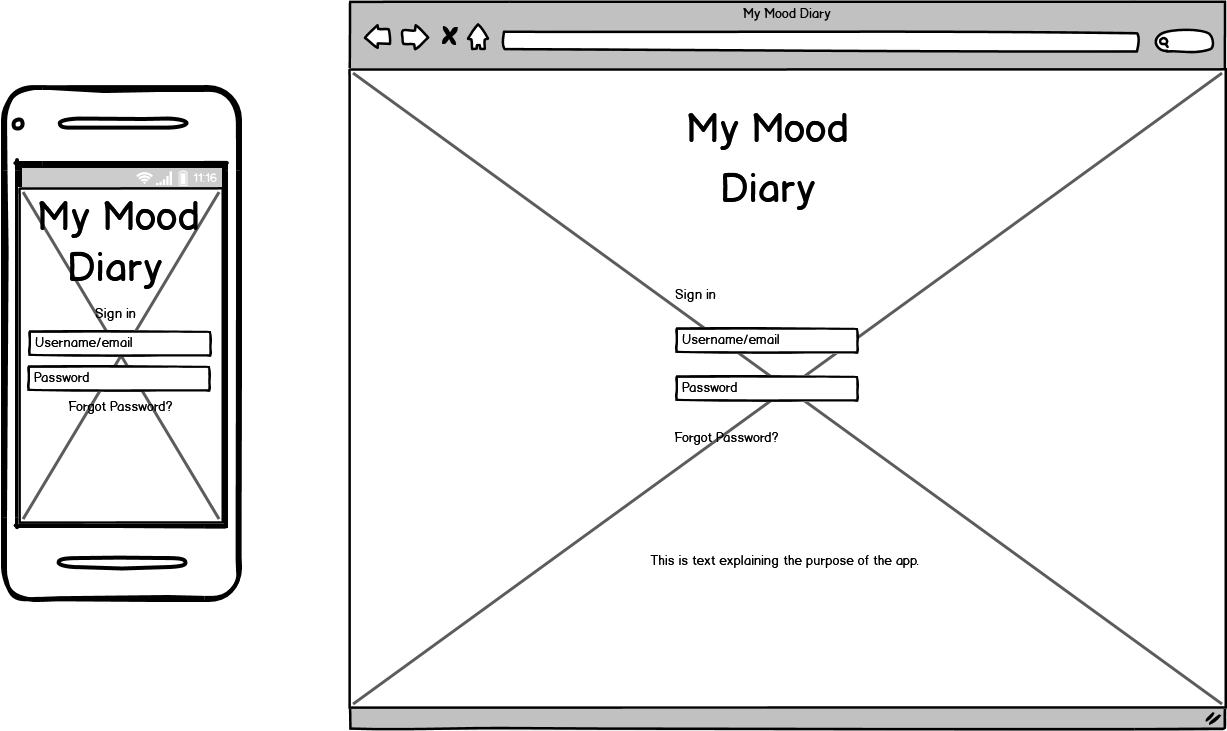 11:16
My Mood
Diary
Sign in
Username/email
Password
Forgot Password?
My Mood Diary
My Mood
Diary
Sign in
Username/email
Password
Forgot Password?
This is text explaining the purpose of the app.